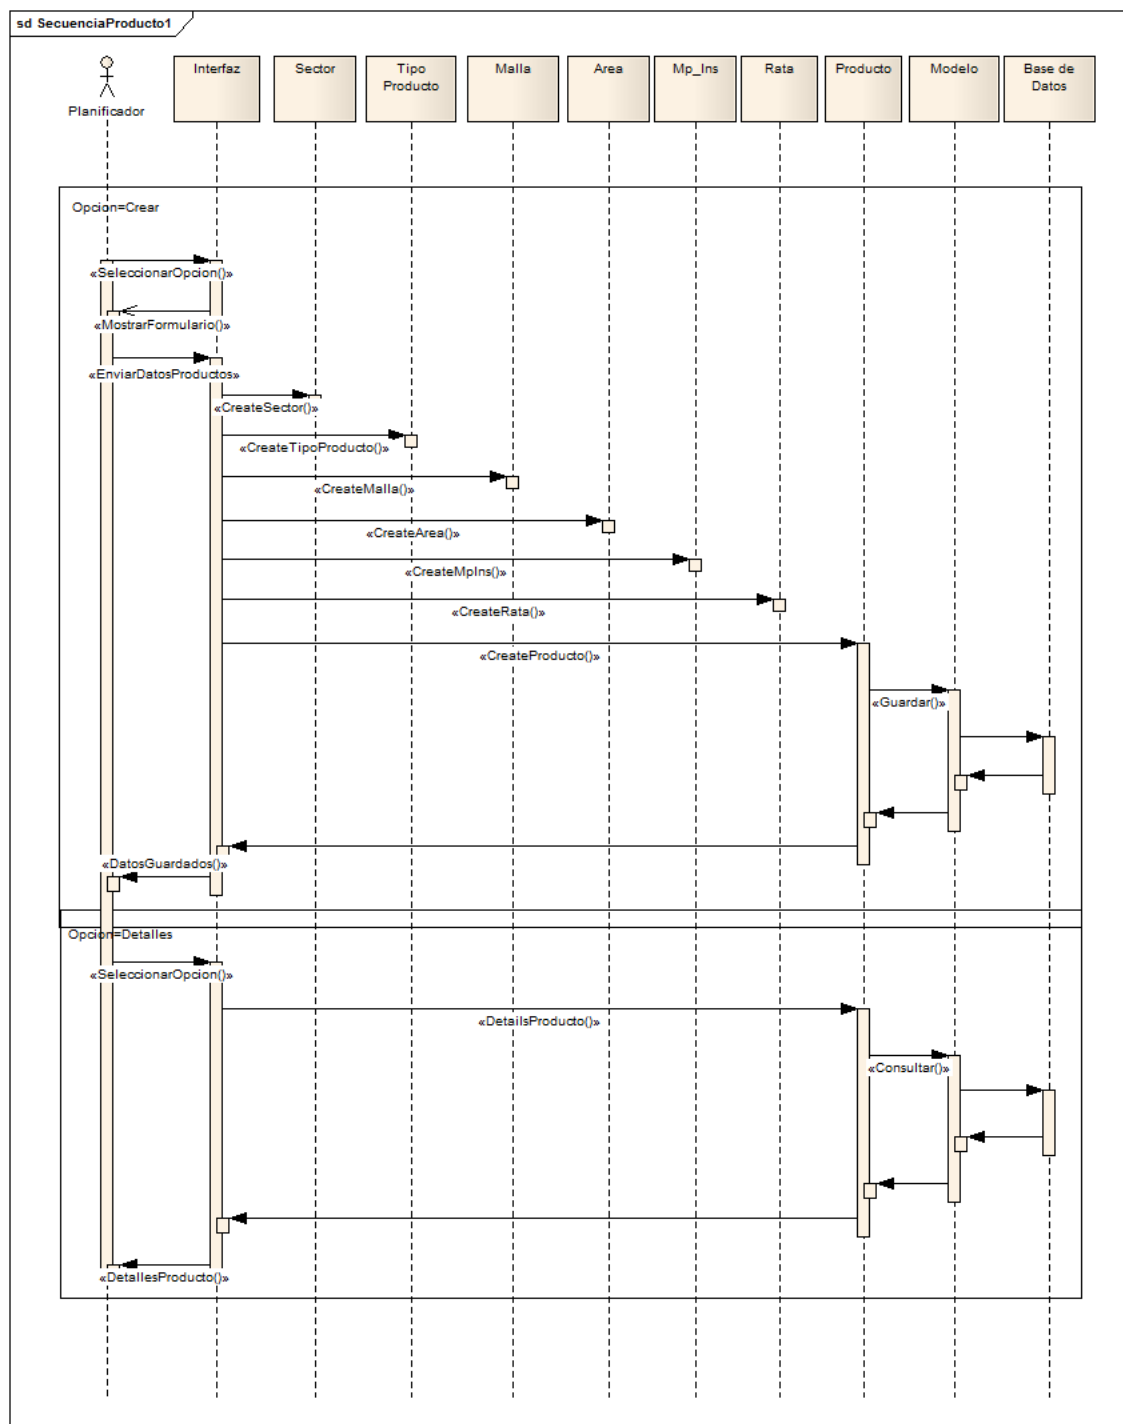 sd SecuenciaProducto1
Planificador
Interfaz
Sector
Tipo
Producto
Malla
Area
Mp_Ins
Rata
Producto
Modelo
Base de
Datos
Opcion=Crear
«SeleccionarOpcion()»
«MostrarFormulario()»
«EnviarDatosProductos»
«CreateSector()»
«CreateTipoProducto()»
«CreateMalla()»
«CreateArea()»
«CreateMpIns()»
«CreateRata()»
«CreateProducto()»
«Guardar()»
«DatosGuardados()»
Opcion=Detalles
«SeleccionarOpcion()»
«DetailsProducto()»
«Consultar()»
«DetallesProducto()»